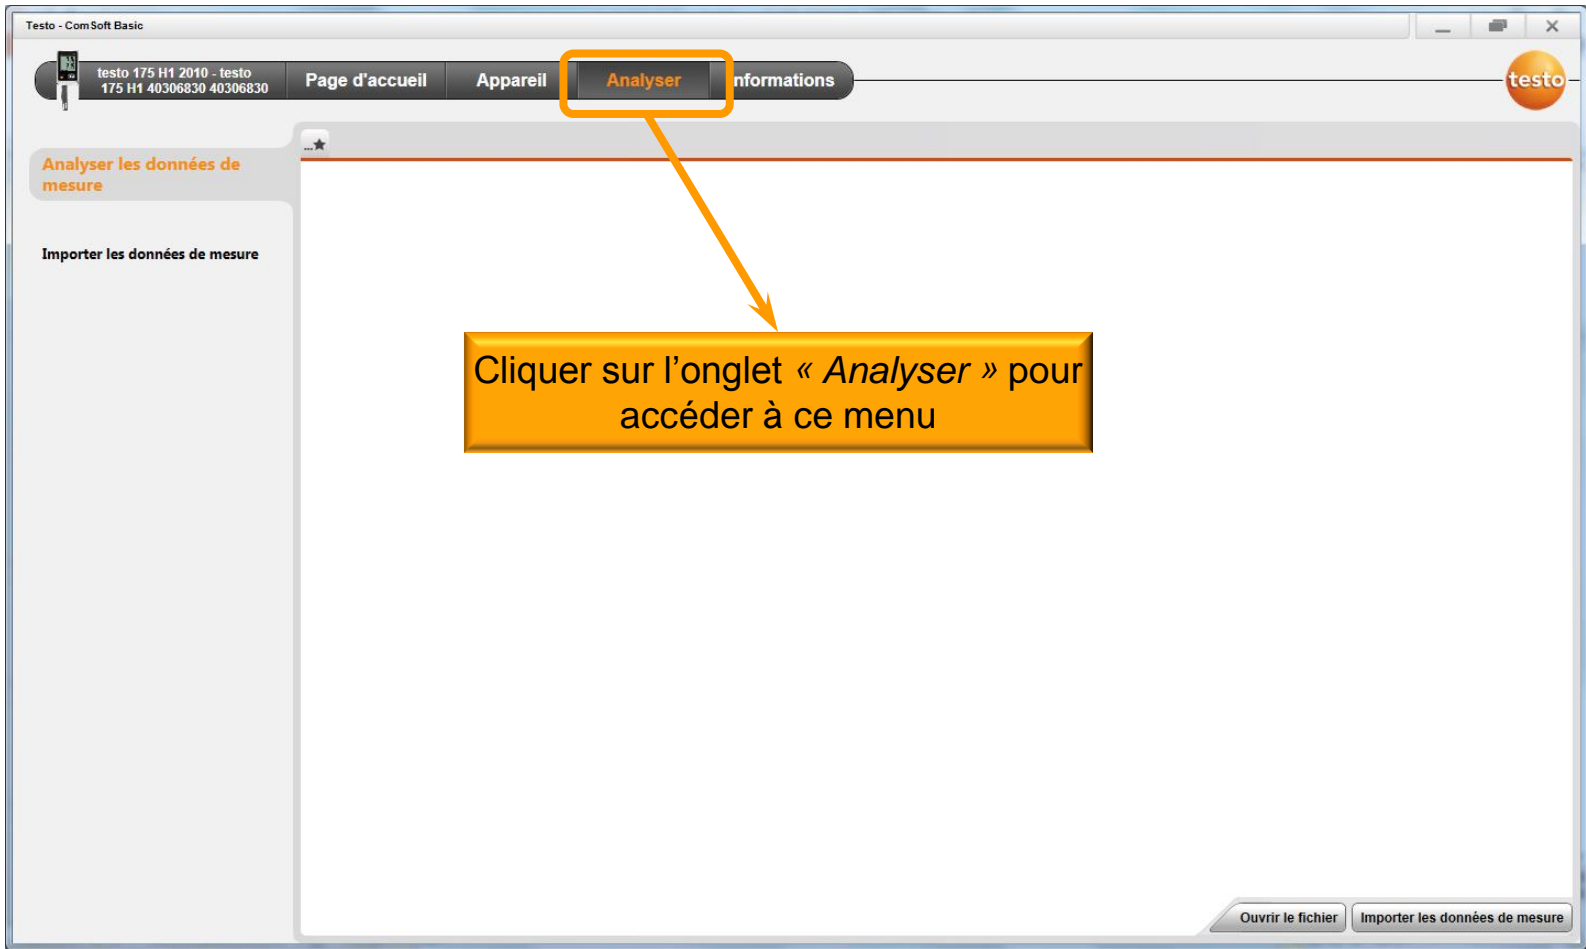 Testo - ComSoft Basic
testo 175 H1 2010 - testo
175 H1 40306830 40306830
Page d'accueil
Appareil
Analyser
nformations
testo
...★
Analyser les données de
mesure
Importer les données de mesure
Cliquer sur l’onglet « Analyser » pour
accéder à ce menu
Ouvrir le fichier
Importer les données de mesure